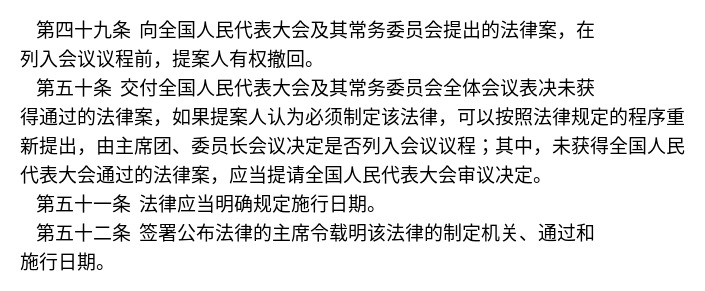 第四十九条 向全国人民代表大会及其常务委员会提出的法律案，在
列入会议议程前，提案人有权撤回。
第五十条 交付全国人民代表大会及其常务委员会全体会议表决未获
得通过的法律案，如果提案人认为必须制定该法律，可以按照法律规定的程序重
新提出，由主席团、委员长会议决定是否列入会议议程；其中，未获得全国人民
代表大会通过的法律案，应当提请全国人民代表大会审议决定。
第五十一条 法律应当明确规定施行日期。
第五十二条 签署公布法律的主席令载明该法律的制定机关、通过和
施行日期。